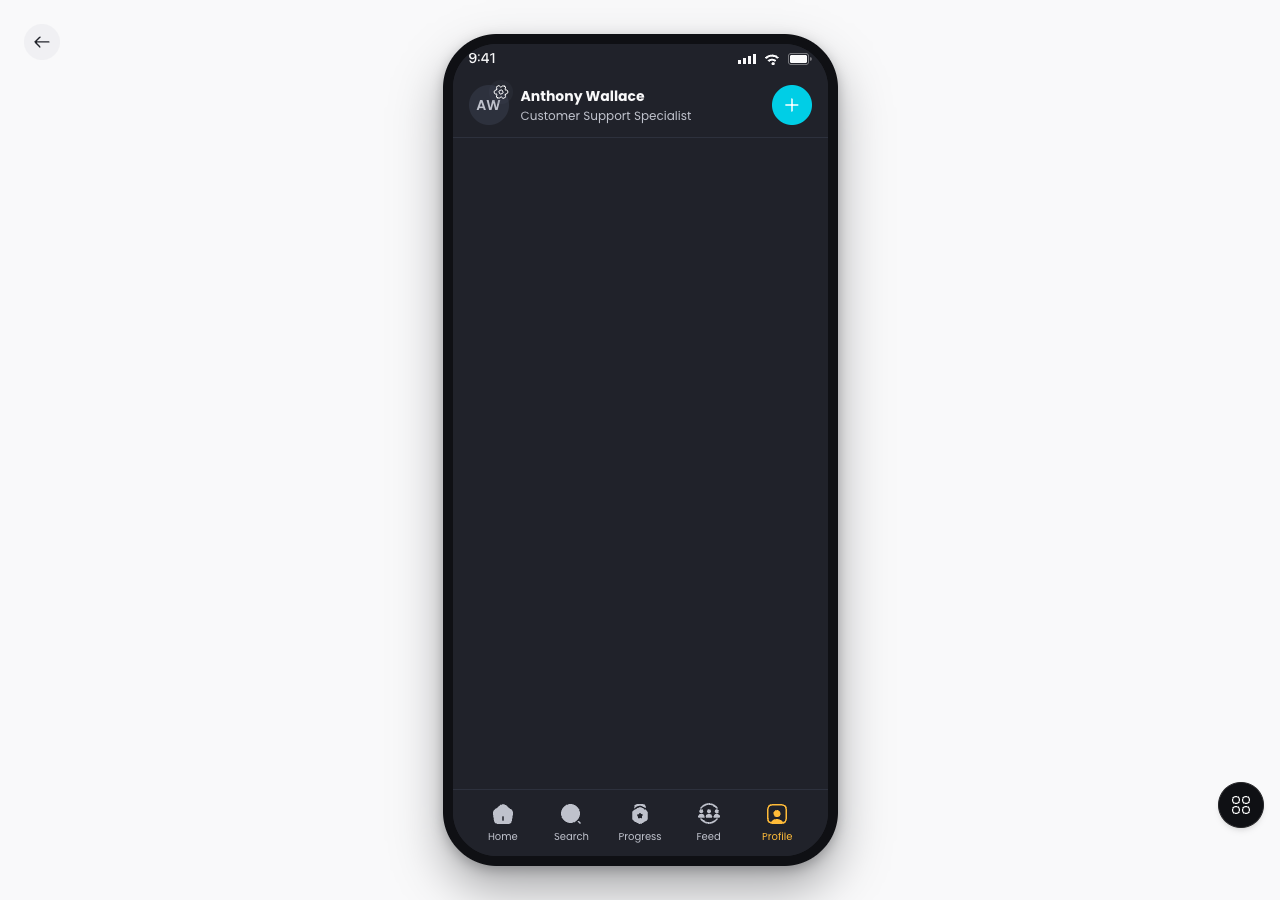 9:41
AW
Anthony Wallace
Customer Support Specialist
Home
Search
Progress
Feed
Profile